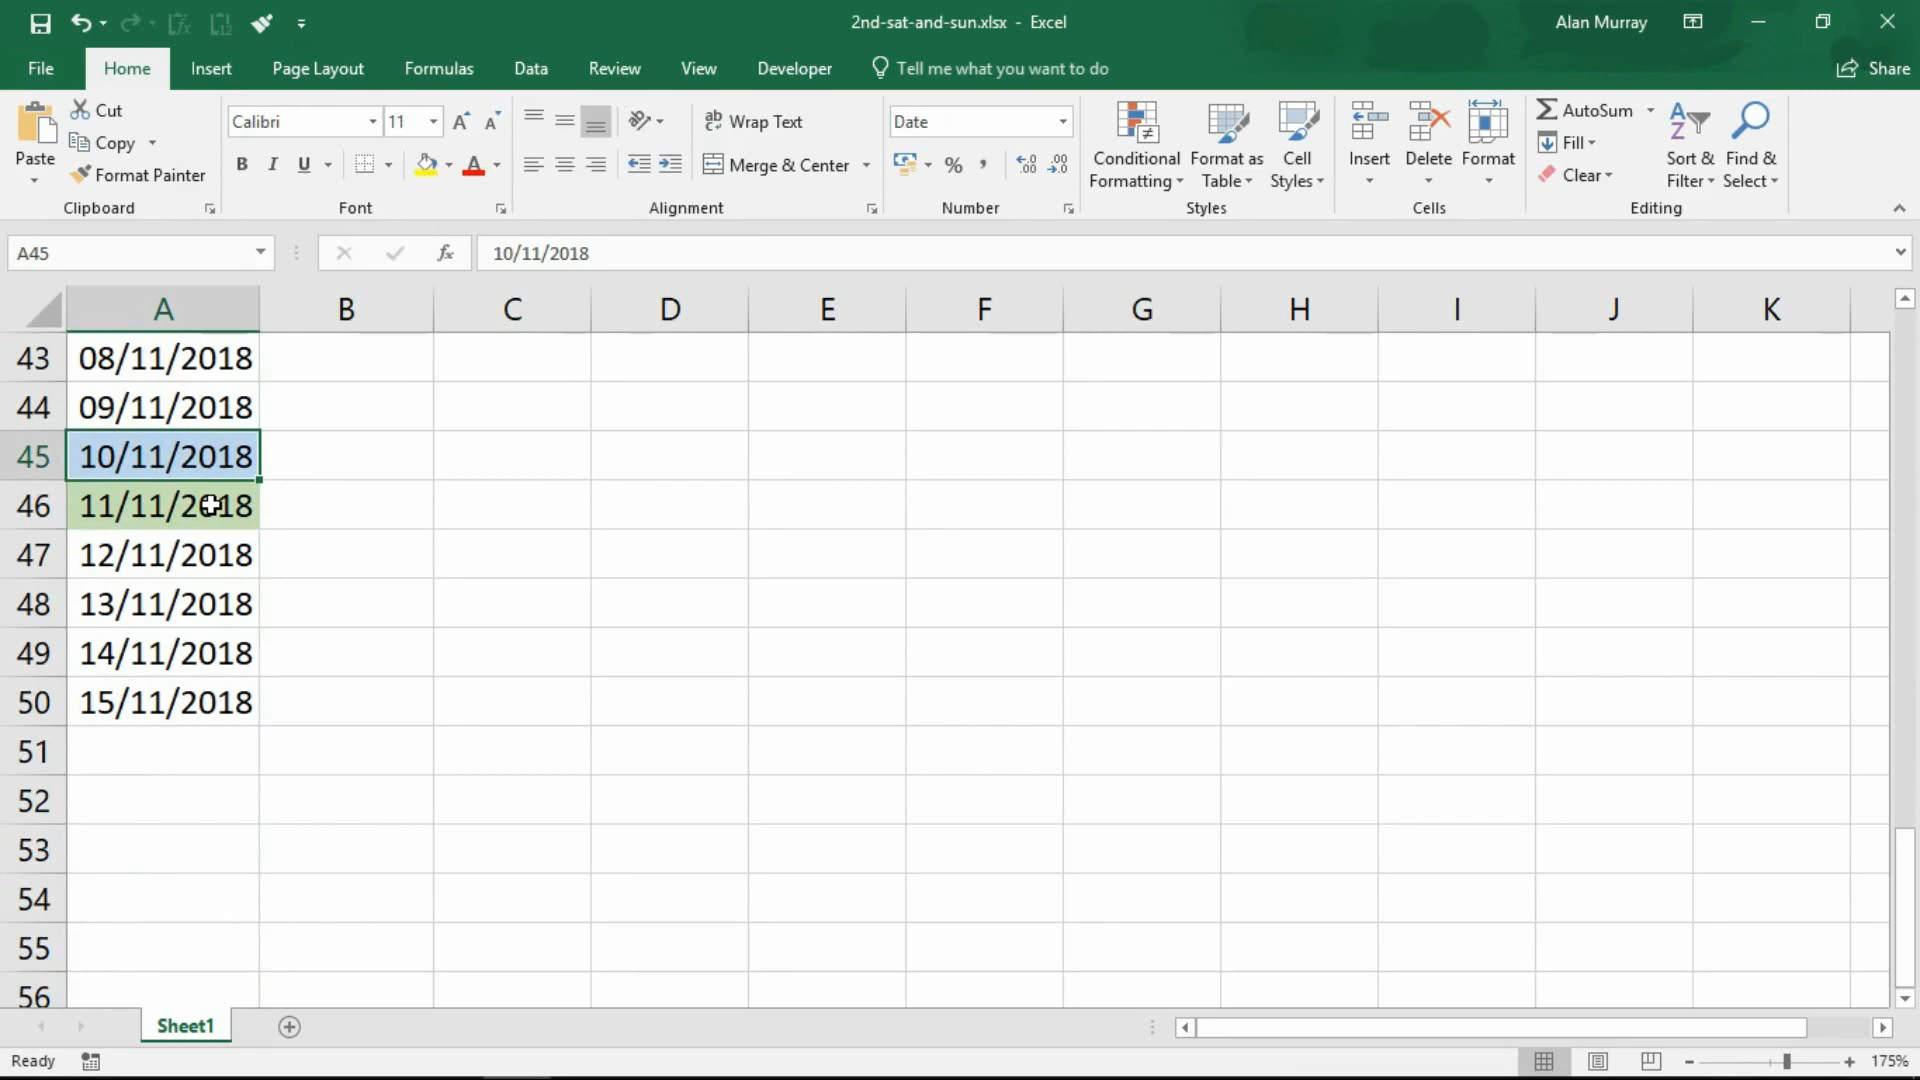 2nd-sat-and-sun.xlsx - Excel
Alan Murray
File Home Insert Page Layout Formulas Data Review View Developer Tell me what you want to do Share
Paste
Cut
Copy
Format Painter
Clipboard
Calibri 11
B I U
Font
Wrap Text
Merge & Center
Alignment
Date
Number
Conditional Formatting
Format as Table
Cell Styles
Styles
Insert Delete Format
Cells
AutoSum
Fill
Clear
Sort & Filter
Find & Select
Editing
A45 fx 10/11/2018
A B C D E F G H I J K
43 08/11/2018
44 09/11/2018
45 10/11/2018
46 11/11/2018
47 12/11/2018
48 13/11/2018
49 14/11/2018
50 15/11/2018
51
52
53
54
55
56
Sheet1
Ready 175%